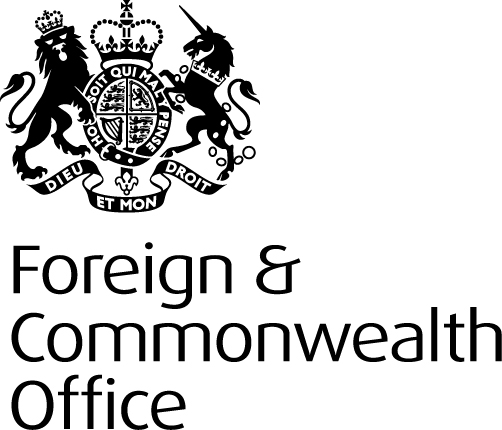 HONI SOIT QUI MAL Y PENSE
DIEU ET MON DROIT
Foreign &
Commonwealth
Office